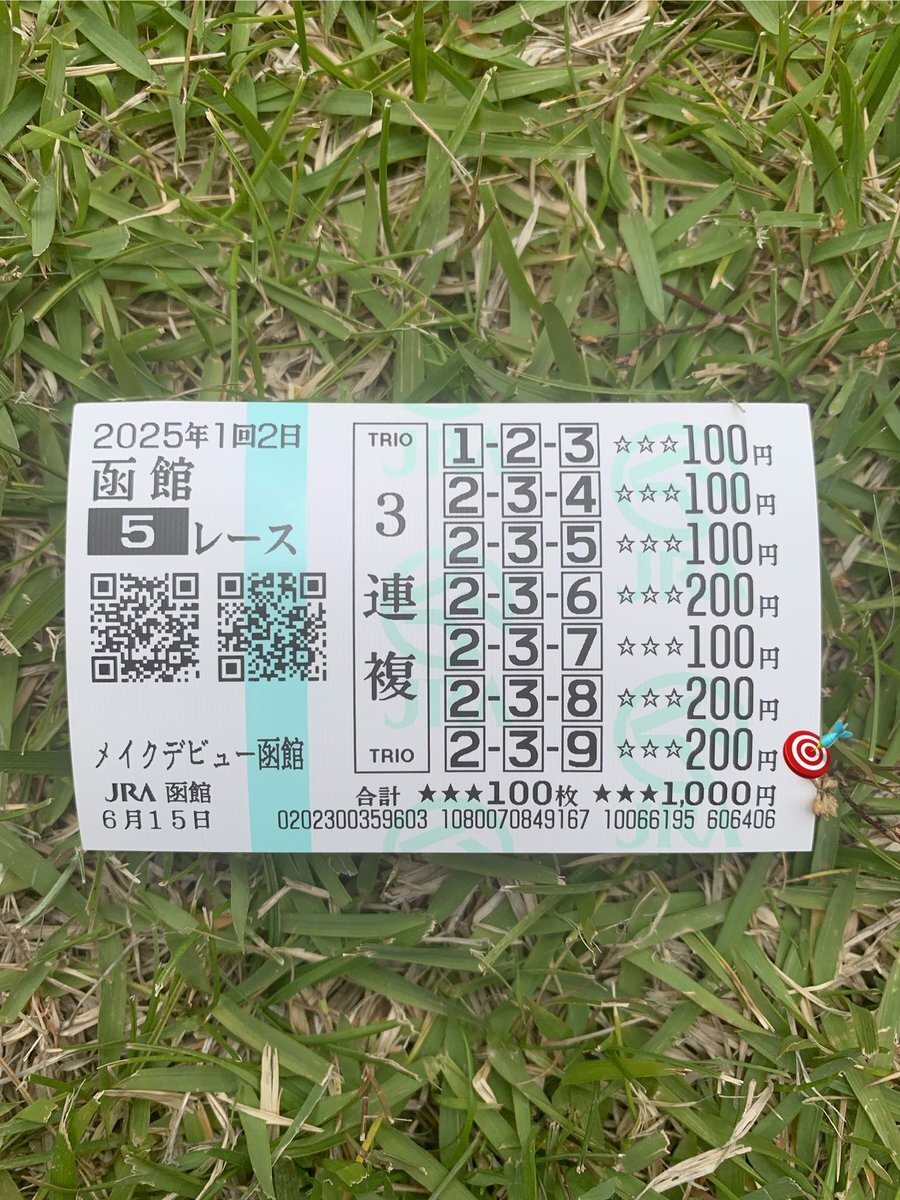 2025年1回2日
函館
5レース
メイクデビュー函館
JRA 函館
6月15日
TRIO
3連複
TRIO
1-2-3 ☆☆☆100円
2-3-4 ☆☆☆100円
2-3-5 ☆☆☆100円
2-3-6 ☆☆☆200円
2-3-7 ☆☆☆100円
2-3-8 ☆☆☆200円
2-3-9 ☆☆☆200円
合計 ★★★100枚 ★★★1,000円
0202300359603 1080070849167 10066195 606406